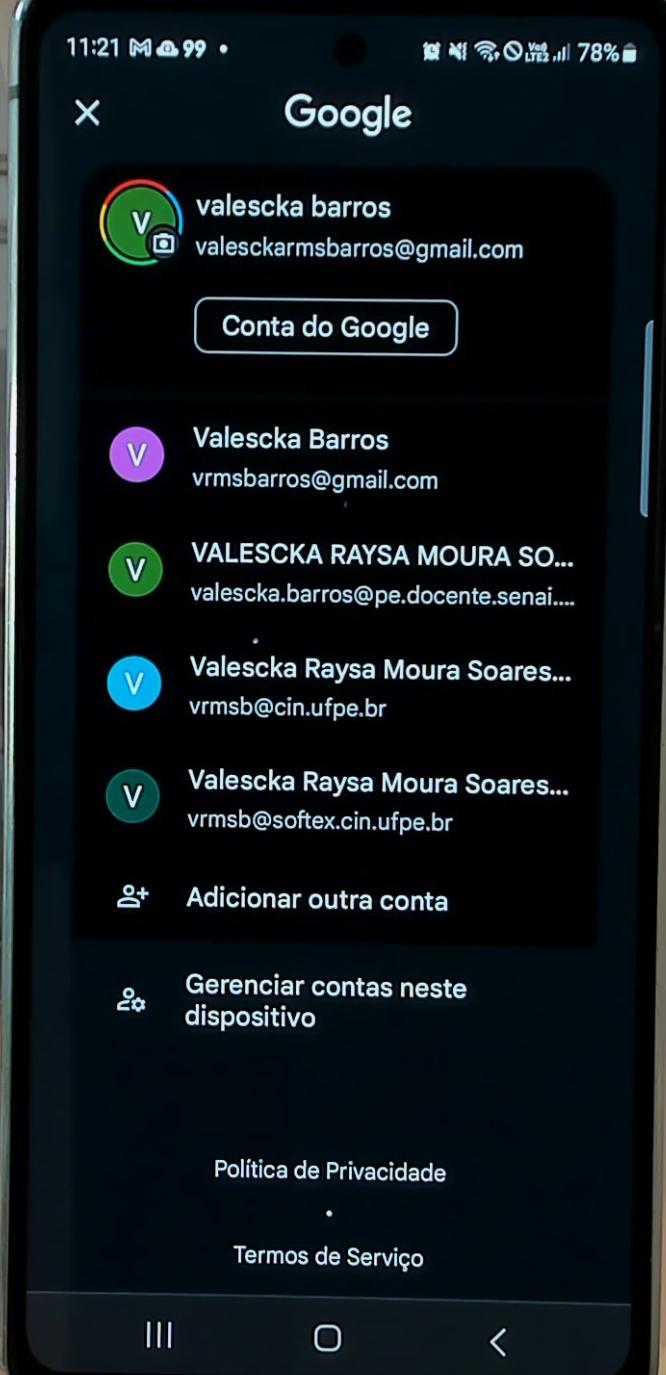 11:21 99 •
Vo))
LTE2 78%
Google
V
valescka barros
valesckarmsbarros@gmail.com
Conta do Google
V
Valescka Barros
vrmsbarros@gmail.com
V
VALESCKA RAYSA MOURA SO...
valescka.barros@pe.docente.senai....
V
Valescka Raysa Moura Soares...
vrmsb@cin.ufpe.br
V
Valescka Raysa Moura Soares...
vrmsb@softex.cin.ufpe.br
Adicionar outra conta
Gerenciar contas neste
dispositivo
Política de Privacidade
•
Termos de Serviço